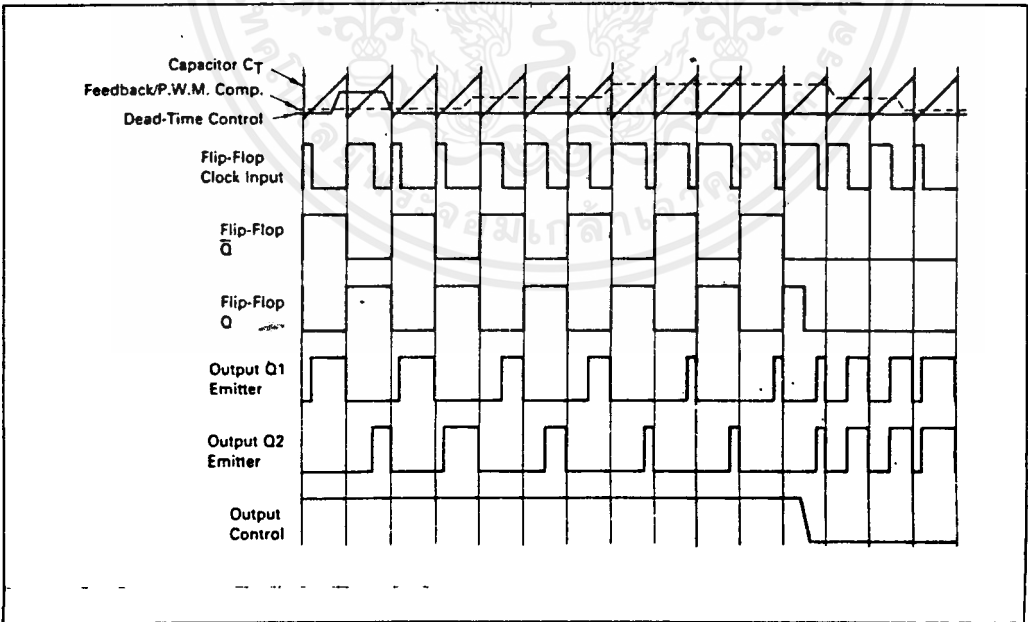 Capacitor CT
Feedback/P.W.M. Comp.
Dead-Time Control
Flip-Flop
Clock Input
Flip-Flop
Q̅
Flip-Flop
Q
Output Q1
Emitter
Output Q2
Emitter
Output
Control